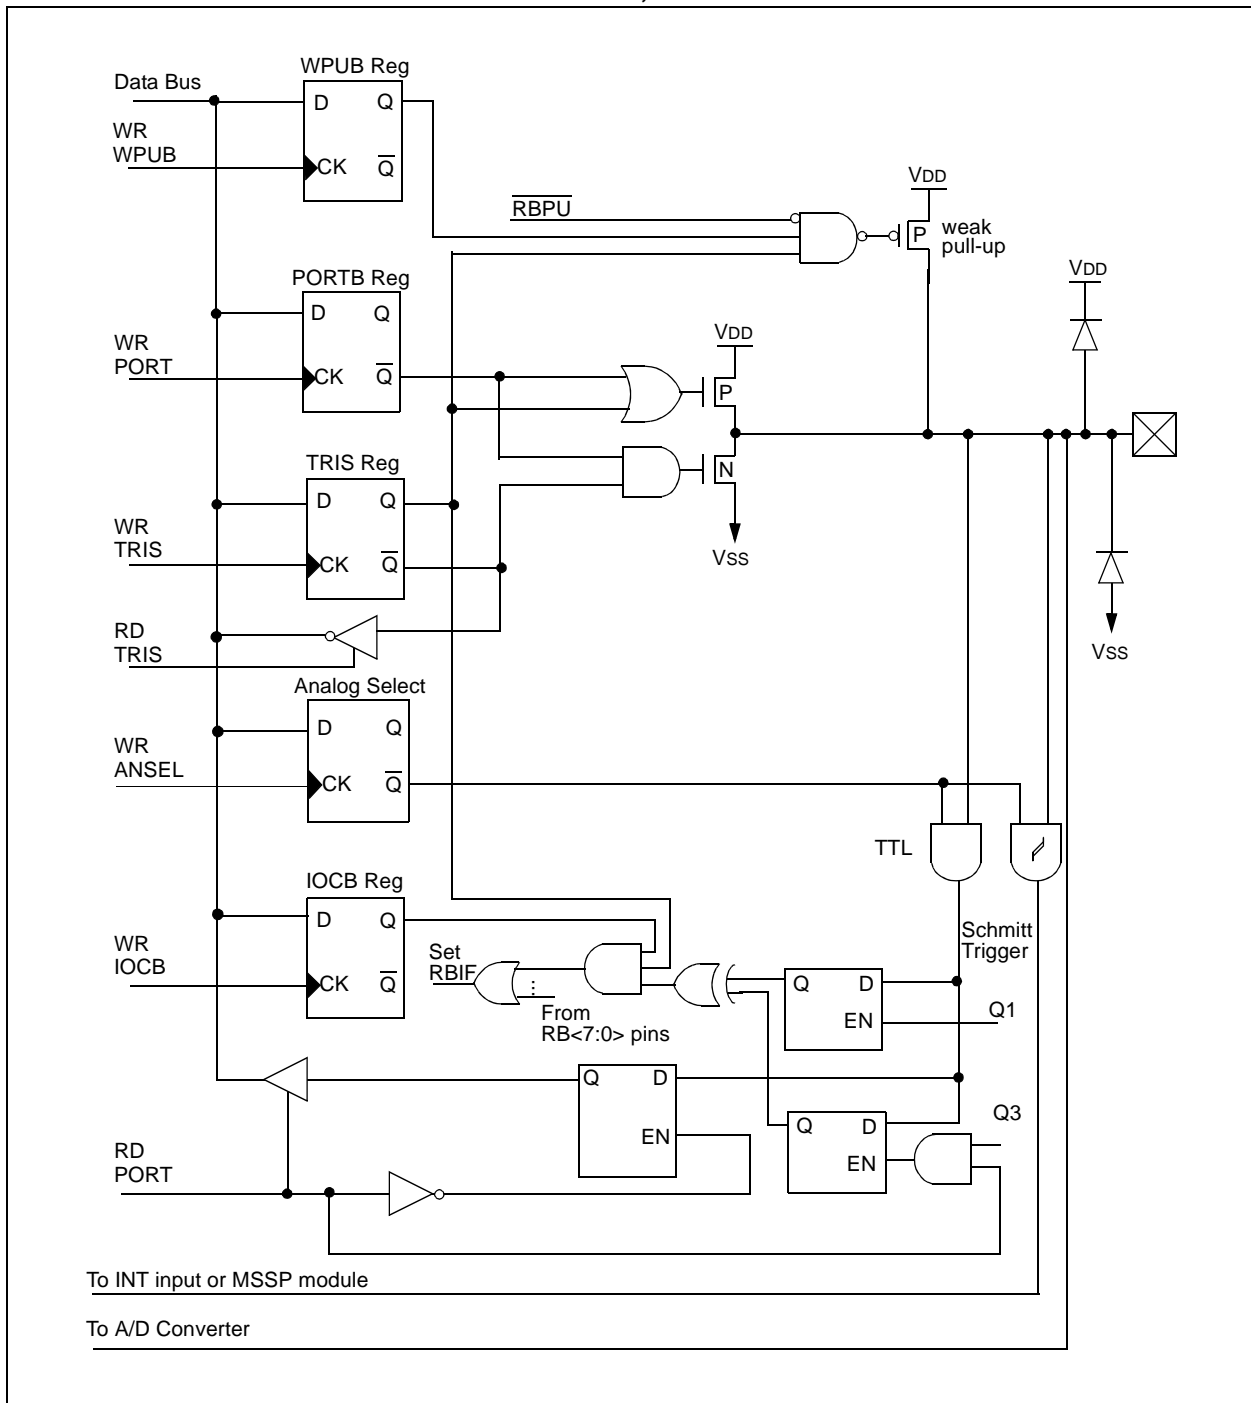 WPUB Reg
Data Bus
D Q
WR
WPUB
CK Q̅
VDD
R̅B̅P̅U̅
P
weak
pull-up
PORTB Reg
VDD
D Q
WR
PORT
VDD
CK Q̅
P
TRIS Reg
N
D Q
WR
TRIS
VSS
CK Q̅
RD
TRIS
VSS
Analog Select
D Q
WR
ANSEL
CK Q̅
TTL
IOCB Reg
D Q
Schmitt
Trigger
WR
IOCB
Set
RBIF
CK Q̅
Q D
From
RB<7:0> pins
EN
Q1
Q D
Q3
Q D
EN
EN
RD
PORT
To INT input or MSSP module
To A/D Converter